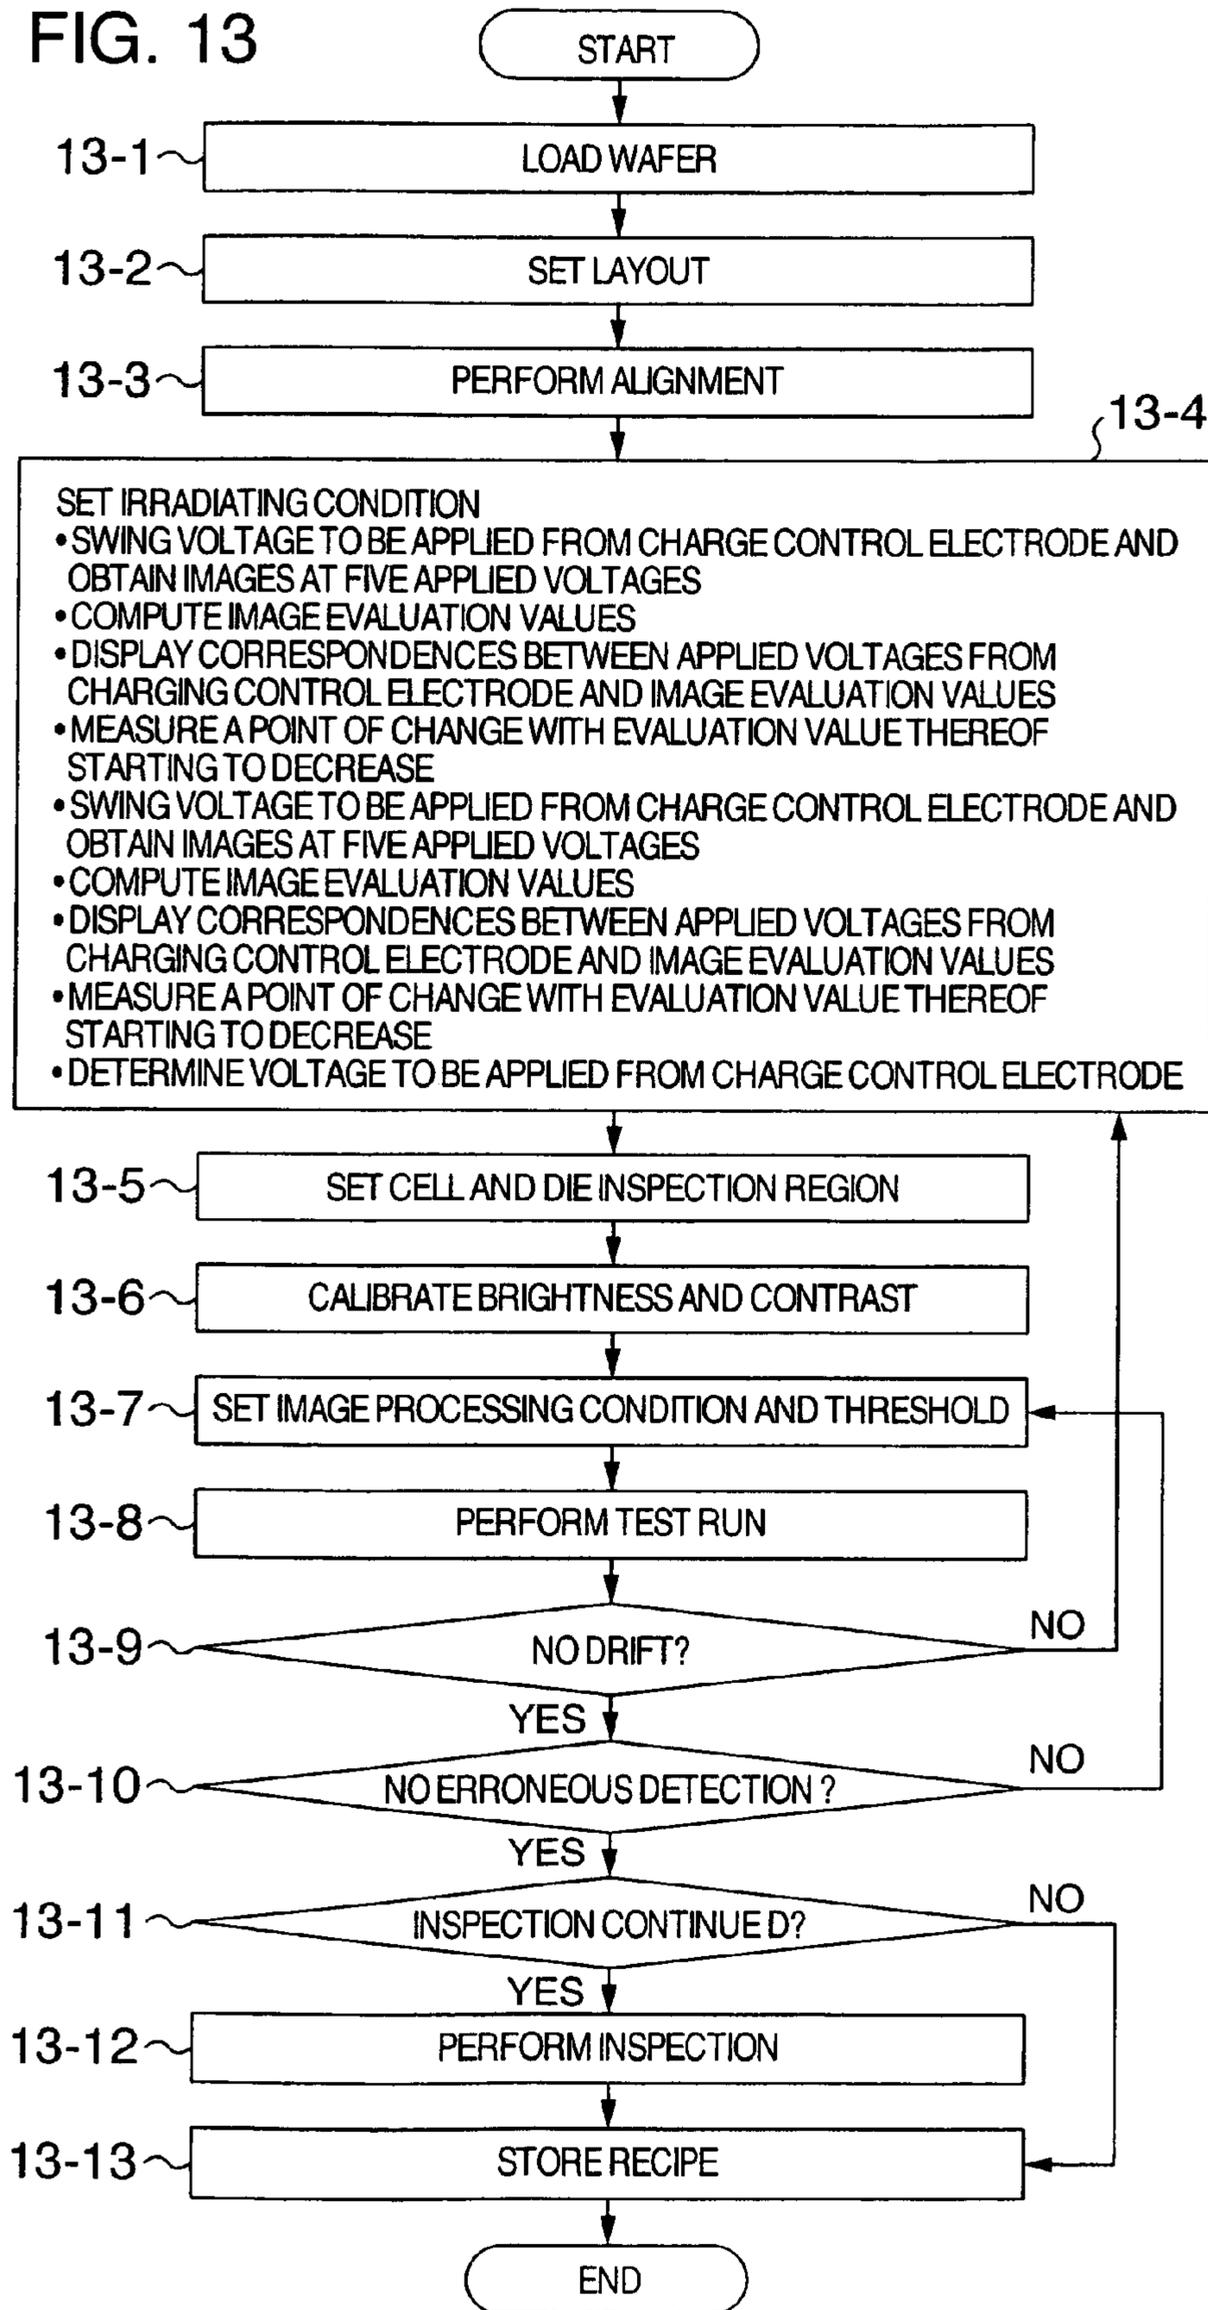 FIG. 13
START
13-1
LOAD WAFER
13-2
SET LAYOUT
13-3
PERFORM ALIGNMENT
13-4
SET IRRADIATING CONDITION
• SWING VOLTAGE TO BE APPLIED FROM CHARGE CONTROL ELECTRODE AND
OBTAIN IMAGES AT FIVE APPLIED VOLTAGES
• COMPUTE IMAGE EVALUATION VALUES
• DISPLAY CORRESPONDENCES BETWEEN APPLIED VOLTAGES FROM
CHARGING CONTROL ELECTRODE AND IMAGE EVALUATION VALUES
• MEASURE A POINT OF CHANGE WITH EVALUATION VALUE THEREOF
STARTING TO DECREASE
• SWING VOLTAGE TO BE APPLIED FROM CHARGE CONTROL ELECTRODE AND
OBTAIN IMAGES AT FIVE APPLIED VOLTAGES
• COMPUTE IMAGE EVALUATION VALUES
• DISPLAY CORRESPONDENCES BETWEEN APPLIED VOLTAGES FROM
CHARGING CONTROL ELECTRODE AND IMAGE EVALUATION VALUES
• MEASURE A POINT OF CHANGE WITH EVALUATION VALUE THEREOF
STARTING TO DECREASE
• DETERMINE VOLTAGE TO BE APPLIED FROM CHARGE CONTROL ELECTRODE
13-5
SET CELL AND DIE INSPECTION REGION
13-6
CALIBRATE BRIGHTNESS AND CONTRAST
13-7
SET IMAGE PROCESSING CONDITION AND THRESHOLD
13-8
PERFORM TEST RUN
13-9
NO DRIFT?
NO
YES
13-10
NO ERRONEOUS DETECTION ?
NO
YES
13-11
INSPECTION CONTINUE D?
NO
YES
13-12
PERFORM INSPECTION
13-13
STORE RECIPE
END